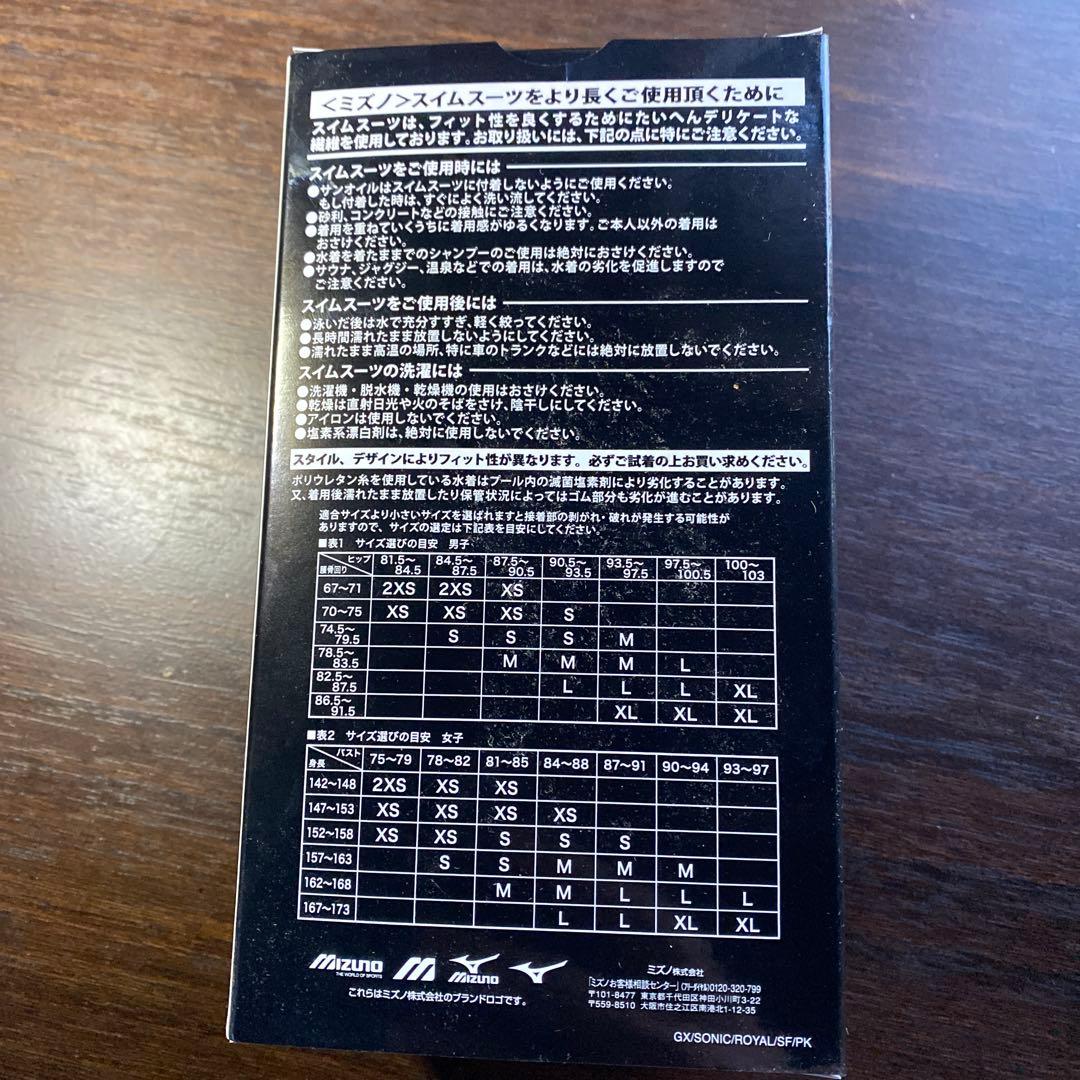 <ミズノ>スイムスーツをより長くご使用頂くために
スイムスーツは、フィット性を良くするためにたいへんデリケートな
繊維を使用しております。お取り扱いには、下記の点に特にご注意ください。
スイムスーツをご使用時には
●サンオイルはスイムスーツに付着しないようにご使用ください。
もし付着した時は、すぐによく洗い流してください。
●砂利、コンクリートなどの接触にご注意ください。
●着用を重ねていくうちに着用感がゆるくなります。ご本人以外の着用は
おさけください。
●水着を着たままでのシャンプーのご使用は絶対におさけください。
●サウナ、ジャグジー、温泉などでの着用は、水着の劣化を促進しますので
ご注意ください。
スイムスーツをご使用後には
●泳いだ後は水で充分すすぎ、軽く絞ってください。
●長時間濡れたまま放置しないようにしてください。
●濡れたまま高温の場所、特に車のトランクなどには絶対に放置しないでください。
スイムスーツの洗濯には
●洗濯機・脱水機・乾燥機の使用はおさけください。
●乾燥は直射日光や火のそばをさけ、陰干しにしてください。
●アイロンは使用しないでください。
●塩素系漂白剤は、絶対に使用しないでください。
スタイル、デザインによりフィット性が異なります。必ずご試着の上お買い求めください。
ポリウレタン糸を使用している水着はプール内の滅菌塩素剤により劣化することがあります。
又、着用後濡れたまま放置したり保管状況によってはゴム部分も劣化が進むことがあります。
適合サイズより小さいサイズを選ばれますと接着部の剥がれ・破れが発生する可能性が
ありますので、サイズの選定は下記表を目安にしてください。
■表1 サイズ選びの目安 男子
腰骨回り ヒップ 81.5〜84.5 84.5〜87.5 87.5〜90.5 90.5〜93.5 93.5〜97.5 97.5〜100.5 100〜103
67〜71 2XS 2XS XS
70〜75 XS XS XS S
74.5〜79.5 S S S M
78.5〜83.5 M M M L
82.5〜87.5 L L L XL
86.5〜91.5 XL XL XL
■表2 サイズ選びの目安 女子
身長 バスト 75〜79 78〜82 81〜85 84〜88 87〜91 90〜94 93〜97
142〜148 2XS XS XS
147〜153 XS XS XS XS
152〜158 XS XS S S S
157〜163 S S M M M
162〜168 M M L L L
167〜173 L L XL XL
MIZUNO
THE WORLD OF SPORTS
MIZUNO
これらはミズノ株式会社のブランドロゴです。
ミズノ株式会社
「ミズノお客様相談センター」(フリーダイヤル)0120-320-799
〒101-8477 東京都千代田区神田小川町3-22
〒559-8510 大阪市住之江区南港北1-12-35
GX/SONIC/ROYAL/SF/PK